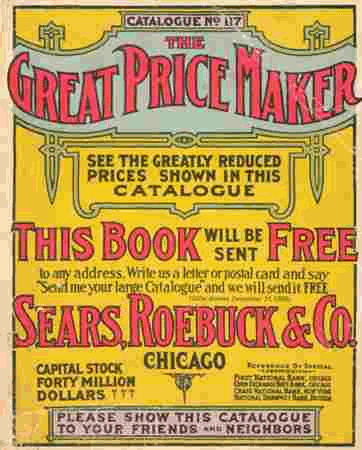 CATALOGUE No 117
THE
GREAT PRICE MAKER
SEE THE GREATLY REDUCED
PRICES SHOWN IN THIS
CATALOGUE
THIS BOOK WILL BE SENT FREE
to any address. Write us a letter or postal card and say
"Send me your large Catalogue" and we will send it FREE
SEARS, ROEBUCK & CO.
CHICAGO
CAPITAL STOCK
FORTY MILLION
DOLLARS
REFERENCE BY SPECIAL
FIRST NATIONAL BANK, CHICAGO
CORN EXCHANGE NAT'L BANK, CHICAGO
CHASE NATIONAL BANK, NEW YORK
NATIONAL SHAWMUT BANK, BOSTON
PLEASE SHOW THIS CATALOGUE
TO YOUR FRIENDS AND NEIGHBORS